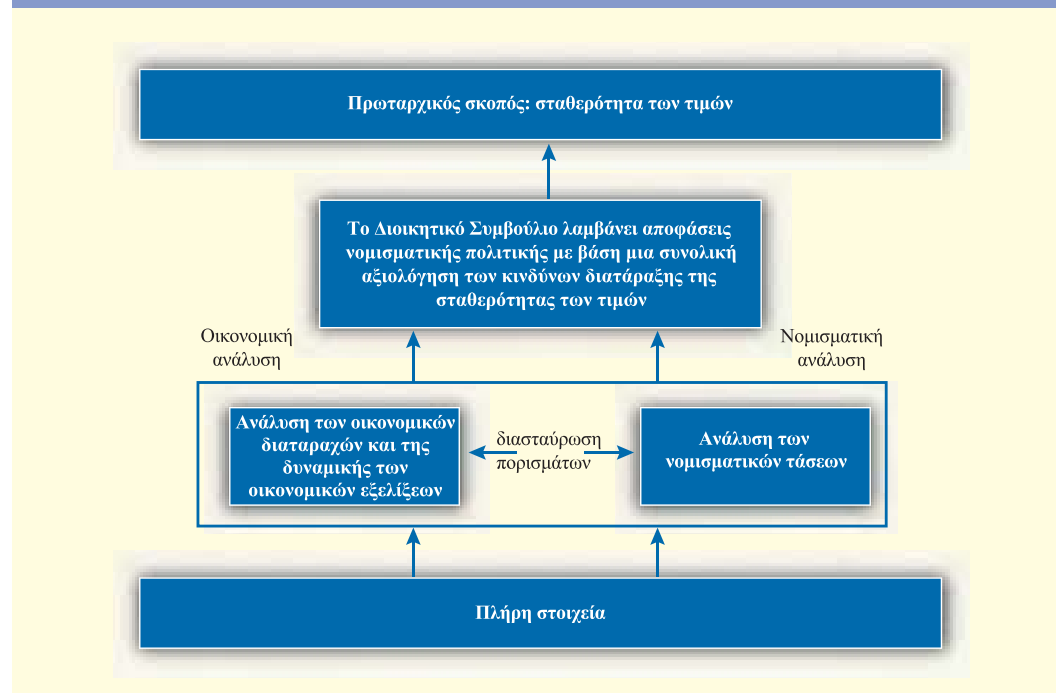 Πρωταρχικός σκοπός: σταθερότητα των τιμών
Το Διοικητικό Συμβούλιο λαμβάνει αποφάσεις
νομισματικής πολιτικής με βάση μια συνολική
αξιολόγηση των κινδύνων διατάραξης της
σταθερότητας των τιμών
Οικονομική
ανάλυση
Νομισματική
ανάλυση
Ανάλυση των οικονομικών
διαταραχών και της
δυναμικής των
οικονομικών εξελίξεων
διασταύρωση
πορισμάτων
Ανάλυση των
νομισματικών τάσεων
Πλήρη στοιχεία